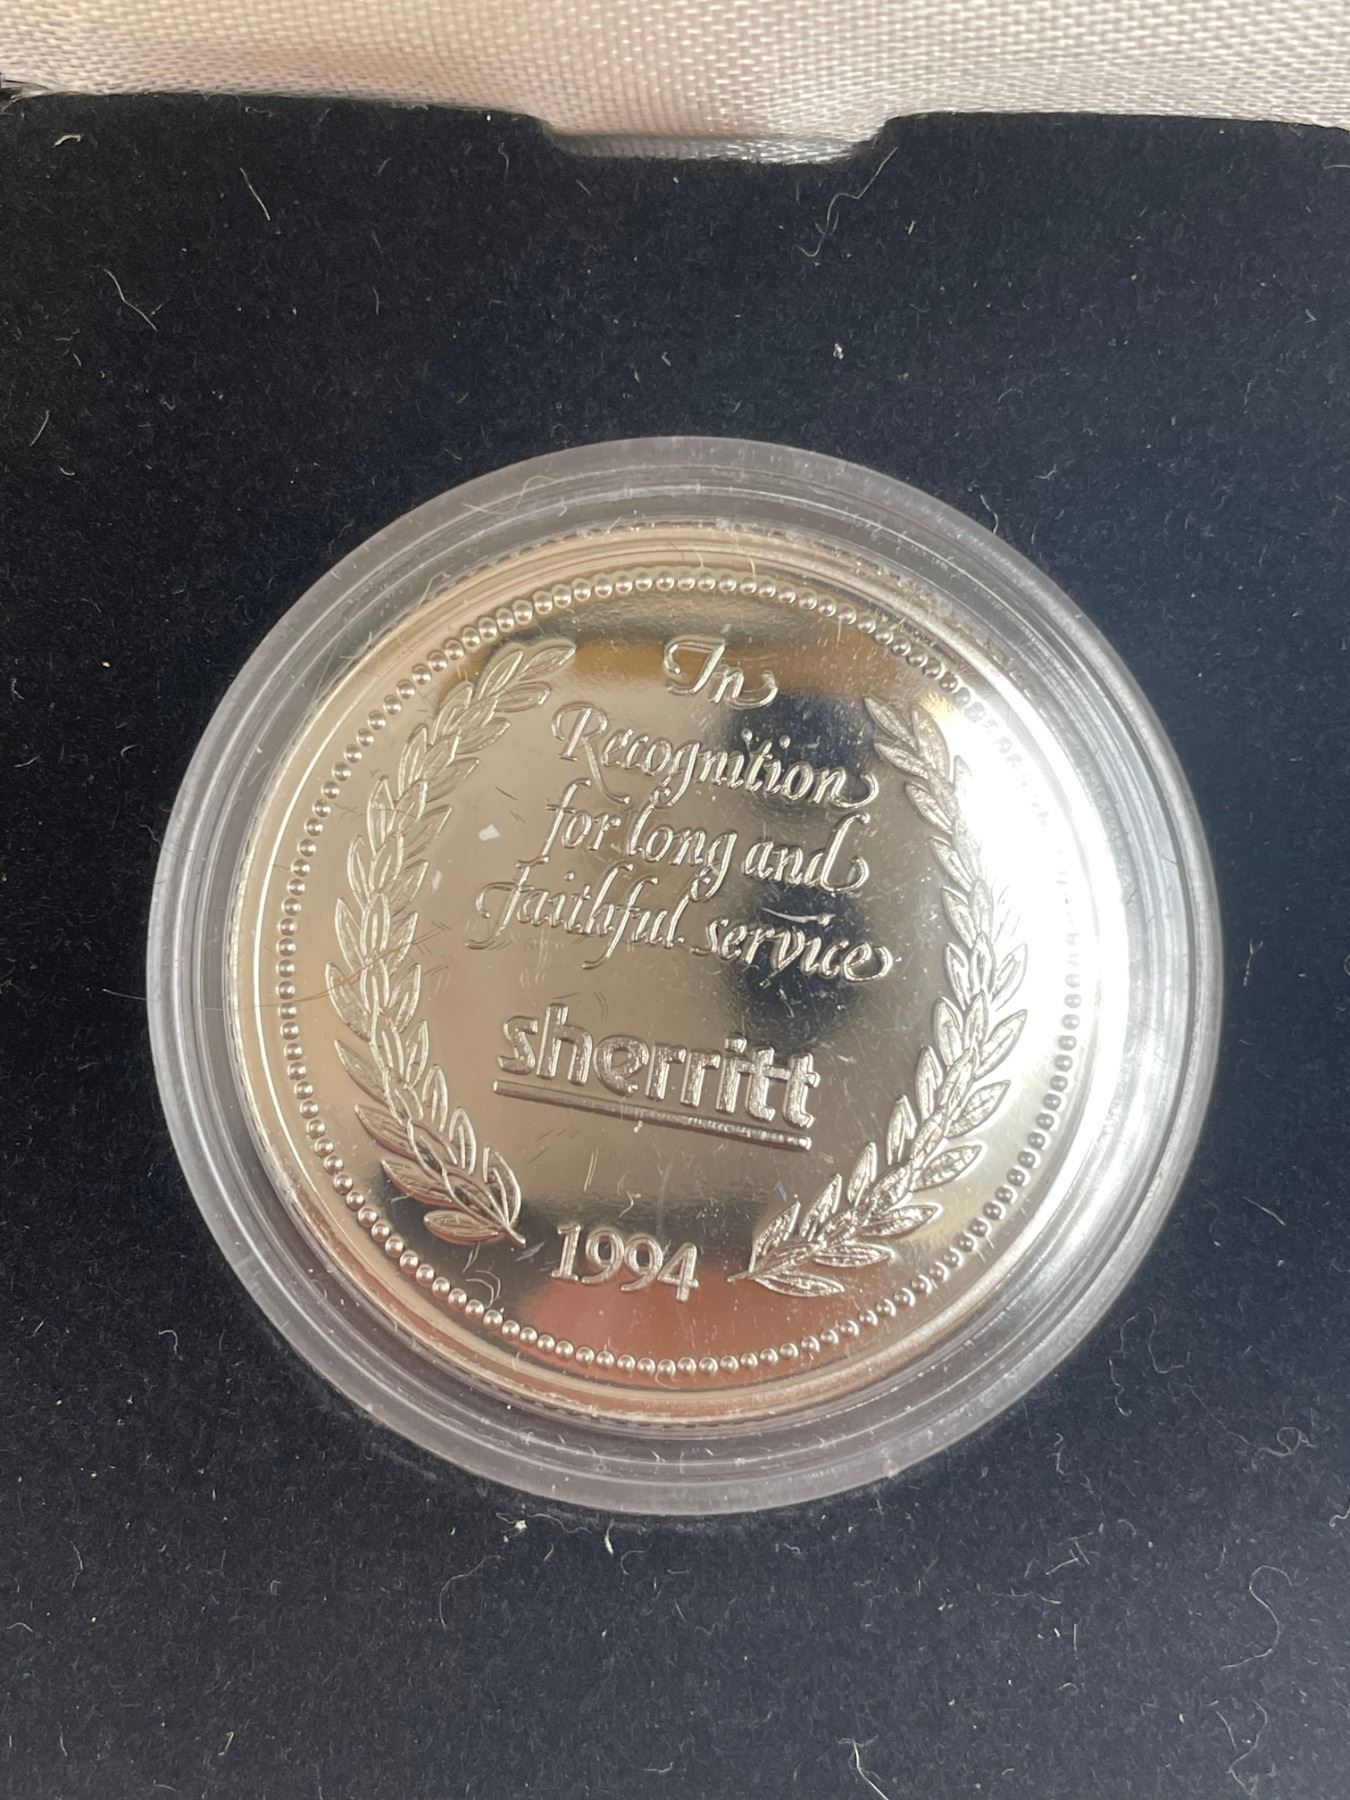 In
Recognition
for long and
faithful service
sherritt
1994